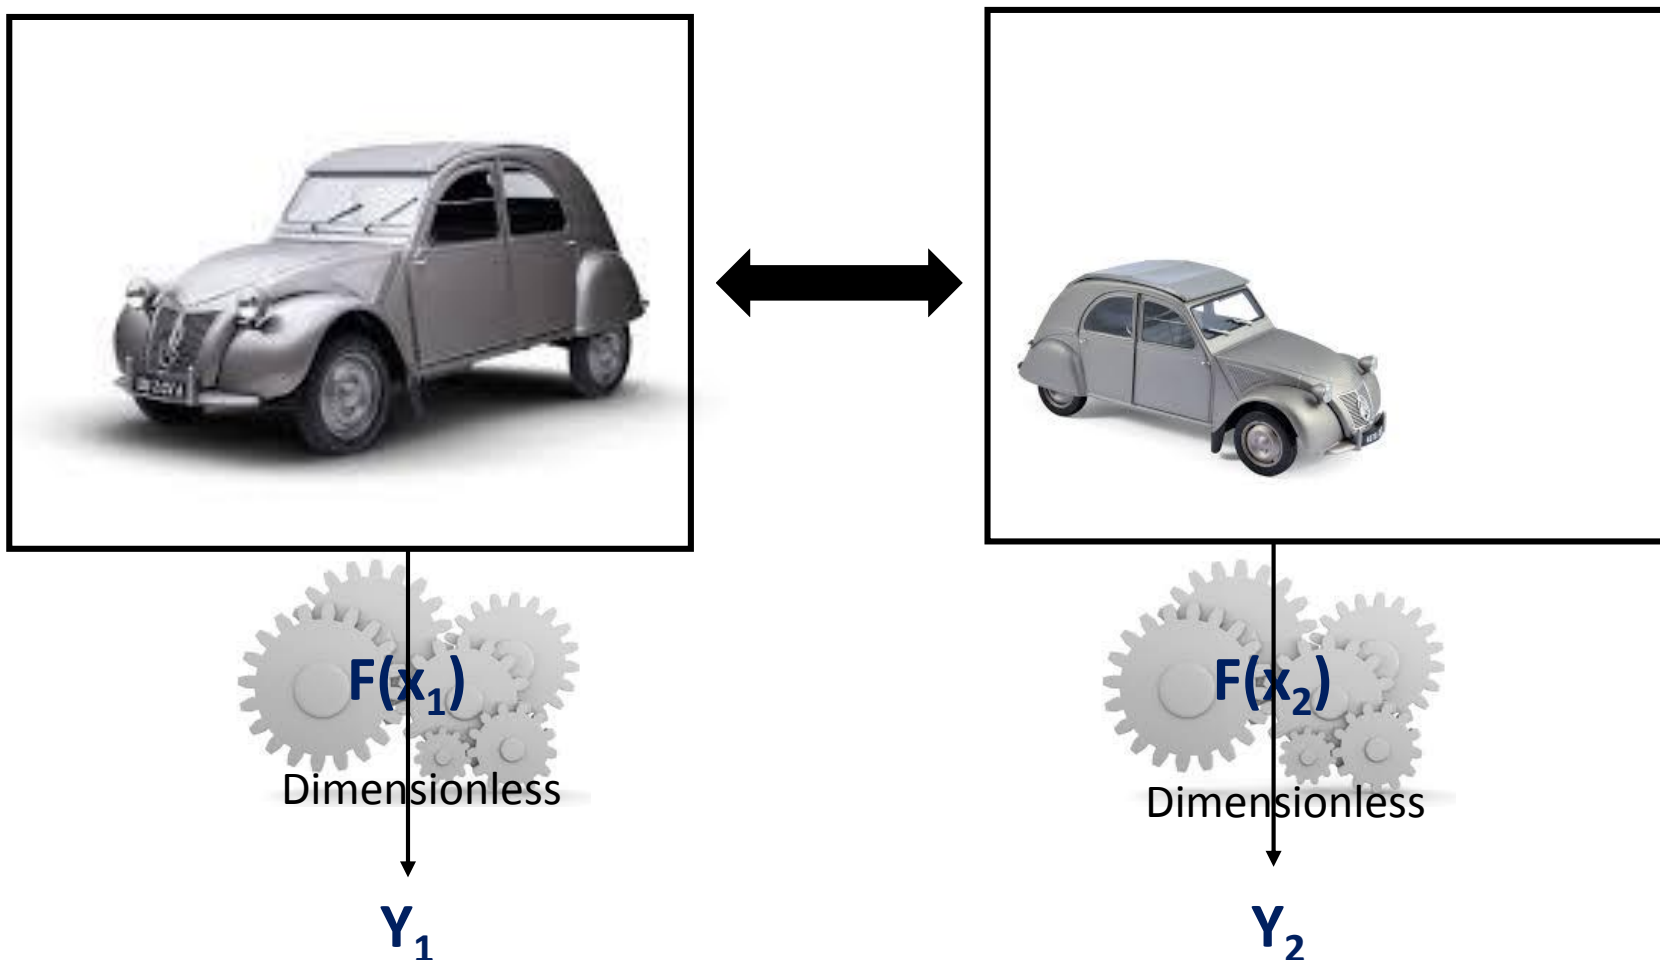 F(x₁)
Dimensionless
Y₁
F(x₂)
Dimensionless
Y₂